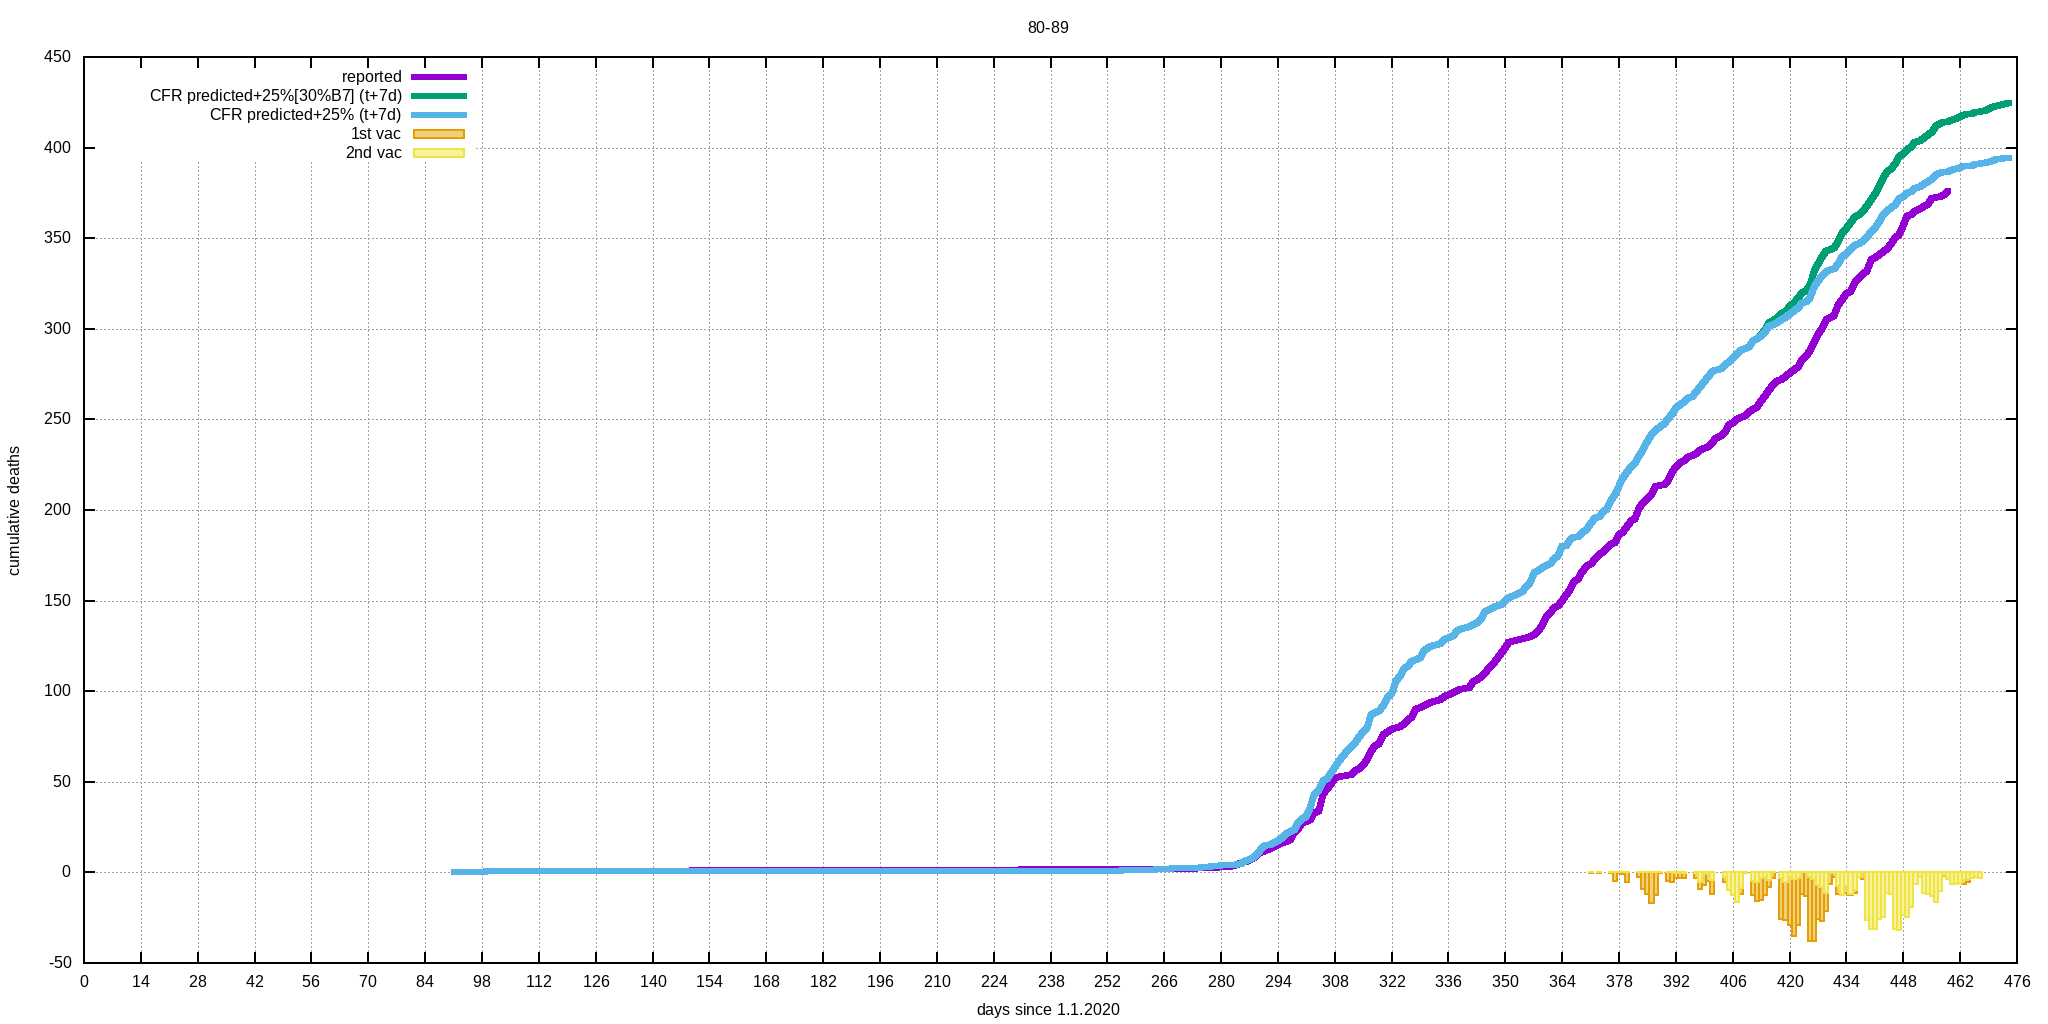 80-89
450
400
350
300
250
200
150
100
50
0
-50
cumulative deaths
reported
CFR predicted+25%[30%B7] (t+7d)
CFR predicted+25% (t+7d)
1st vac
2nd vac
0 14 28 42 56 70 84 98 112 126 140 154 168 182 196 210 224 238 252 266 280 294 308 322 336 350 364 378 392 406 420 434 448 462 476
days since 1.1.2020